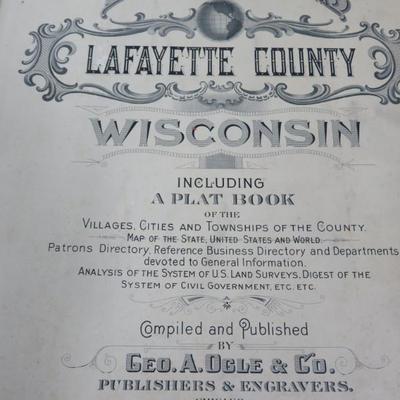 LAFAYETTE COUNTY
WISCONSIN
INCLUDING
A PLAT BOOK
OF THE
VILLAGES, CITIES AND TOWNSHIPS OF THE COUNTY.
MAP OF THE STATE, UNITED STATES AND WORLD.
Patrons Directory, Reference Business Directory and Departments
devoted to General Information.
ANALYSIS OF THE SYSTEM OF U.S. LAND SURVEYS, DIGEST OF THE
SYSTEM OF CIVIL GOVERNMENT, ETC. ETC.
Compiled and Published
BY
GEO. A. OGLE & CO.
PUBLISHERS & ENGRAVERS.
CHICAGO